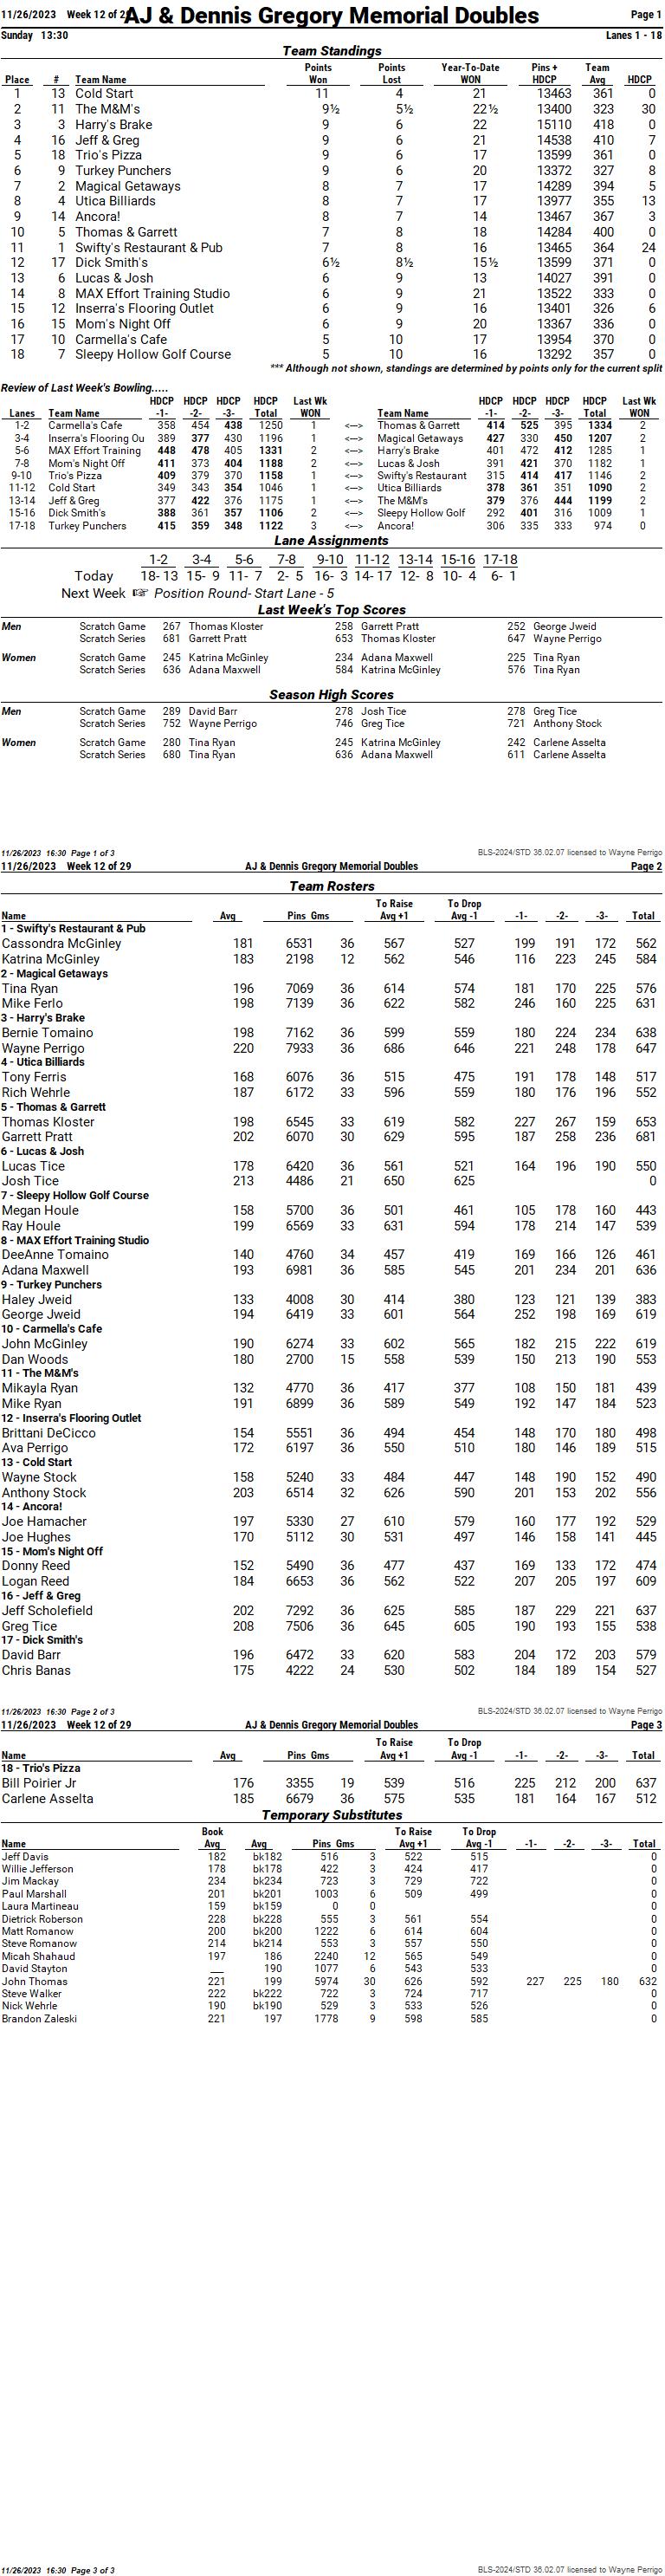 11/26/2023 Week 12 of 29 AJ & Dennis Gregory Memorial Doubles Page 1
Sunday 13:30 Lanes 1 - 18
Team Standings
Points Points Year-To-Date Pins + Team
Place # Team Name Won Lost WON HDCP Avg HDCP
1 13 Cold Start 11 4 21 13463 361 0
2 11 The M&M's 9½ 5½ 22½ 13400 323 30
3 3 Harry's Brake 9 6 22 15110 418 0
4 16 Jeff & Greg 9 6 21 14538 410 7
5 18 Trio's Pizza 9 6 17 13599 361 0
6 9 Turkey Punchers 9 6 20 13372 327 8
7 2 Magical Getaways 8 7 17 14289 394 5
8 4 Utica Billiards 8 7 17 13977 355 13
9 14 Ancora! 8 7 14 13467 367 3
10 5 Thomas & Garrett 7 8 18 14284 400 0
11 1 Swifty's Restaurant & Pub 7 8 16 13465 364 24
12 17 Dick Smith's 6½ 8½ 15½ 13599 371 0
13 6 Lucas & Josh 6 9 13 14027 391 0
14 8 MAX Effort Training Studio 6 9 21 13522 333 0
15 12 Inserra's Flooring Outlet 6 9 16 13401 326 6
16 15 Mom's Night Off 6 9 20 13367 336 0
17 10 Carmella's Cafe 5 10 17 13954 370 0
18 7 Sleepy Hollow Golf Course 5 10 16 13292 357 0
*** Although not shown, standings are determined by points only for the current split
Review of Last Week's Bowling.....
HDCP HDCP HDCP HDCP Last Wk HDCP HDCP HDCP HDCP Last Wk
Lanes Team Name -1- -2- -3- Total WON Team Name -1- -2- -3- Total WON
1-2 Carmella's Cafe 358 454 438 1250 1 <---> Thomas & Garrett 414 525 395 1334 2
3-4 Inserra's Flooring Ou 389 377 430 1196 1 <---> Magical Getaways 427 330 450 1207 2
5-6 MAX Effort Training 448 478 405 1331 2 <---> Harry's Brake 401 472 412 1285 1
7-8 Mom's Night Off 411 373 404 1188 2 <---> Lucas & Josh 391 421 370 1182 1
9-10 Trio's Pizza 409 379 370 1158 1 <---> Swifty's Restaurant 315 414 417 1146 2
11-12 Cold Start 349 343 354 1046 1 <---> Utica Billiards 378 361 351 1090 2
13-14 Jeff & Greg 377 422 376 1175 1 <---> The M&M's 379 376 444 1199 2
15-16 Dick Smith's 388 361 357 1106 2 <---> Sleepy Hollow Golf 292 401 316 1009 1
17-18 Turkey Punchers 415 359 348 1122 3 <---> Ancora! 306 335 333 974 0
Lane Assignments
1-2 3-4 5-6 7-8 9-10 11-12 13-14 15-16 17-18
Today 18- 13 15- 9 11- 7 2- 5 16- 3 14- 17 12- 8 10- 4 6- 1
Next Week ☞ Position Round- Start Lane - 5
Last Week's Top Scores
Men Scratch Game 267 Thomas Kloster 258 Garrett Pratt 252 George Jweid
Scratch Series 681 Garrett Pratt 653 Thomas Kloster 647 Wayne Perrigo
Women Scratch Game 245 Katrina McGinley 234 Adana Maxwell 225 Tina Ryan
Scratch Series 636 Adana Maxwell 584 Katrina McGinley 576 Tina Ryan
Season High Scores
Men Scratch Game 289 David Barr 278 Josh Tice 278 Greg Tice
Scratch Series 752 Wayne Perrigo 746 Greg Tice 721 Anthony Stock
Women Scratch Game 280 Tina Ryan 245 Katrina McGinley 242 Carlene Asselta
Scratch Series 680 Tina Ryan 636 Adana Maxwell 611 Carlene Asselta
11/26/2023 16:30 Page 1 of 3 BLS-2024/STD 36.02.07 licensed to Wayne Perrigo
11/26/2023 Week 12 of 29 AJ & Dennis Gregory Memorial Doubles Page 2
Team Rosters
To Raise To Drop
Name Avg Pins Gms Avg +1 Avg -1 -1- -2- -3- Total
1 - Swifty's Restaurant & Pub
Cassondra McGinley 181 6531 36 567 527 199 191 172 562
Katrina McGinley 183 2198 12 562 546 116 223 245 584
2 - Magical Getaways
Tina Ryan 196 7069 36 614 574 181 170 225 576
Mike Ferlo 198 7139 36 622 582 246 160 225 631
3 - Harry's Brake
Bernie Tomaino 198 7162 36 599 559 180 224 234 638
Wayne Perrigo 220 7933 36 686 646 221 248 178 647
4 - Utica Billiards
Tony Ferris 168 6076 36 515 475 191 178 148 517
Rich Wehrle 187 6172 33 596 559 180 176 196 552
5 - Thomas & Garrett
Thomas Kloster 198 6545 33 619 582 227 267 159 653
Garrett Pratt 202 6070 30 629 595 187 258 236 681
6 - Lucas & Josh
Lucas Tice 178 6420 36 561 521 164 196 190 550
Josh Tice 213 4486 21 650 625 0
7 - Sleepy Hollow Golf Course
Megan Houle 158 5700 36 501 461 105 178 160 443
Ray Houle 199 6569 33 631 594 178 214 147 539
8 - MAX Effort Training Studio
DeeAnne Tomaino 140 4760 34 457 419 169 166 126 461
Adana Maxwell 193 6981 36 585 545 201 234 201 636
9 - Turkey Punchers
Haley Jweid 133 4008 30 414 380 123 121 139 383
George Jweid 194 6419 33 601 564 252 198 169 619
10 - Carmella's Cafe
John McGinley 190 6274 33 602 565 182 215 222 619
Dan Woods 180 2700 15 558 539 150 213 190 553
11 - The M&M's
Mikayla Ryan 132 4770 36 417 377 108 150 181 439
Mike Ryan 191 6899 36 589 549 192 147 184 523
12 - Inserra's Flooring Outlet
Brittani DeCicco 154 5551 36 494 454 148 170 180 498
Ava Perrigo 172 6197 36 550 510 180 146 189 515
13 - Cold Start
Wayne Stock 158 5240 33 484 447 148 190 152 490
Anthony Stock 203 6514 32 626 590 201 153 202 556
14 - Ancora!
Joe Hamacher 197 5330 27 610 579 160 177 192 529
Joe Hughes 170 5112 30 531 497 146 158 141 445
15 - Mom's Night Off
Donny Reed 152 5490 36 477 437 169 133 172 474
Logan Reed 184 6653 36 562 522 207 205 197 609
16 - Jeff & Greg
Jeff Scholefield 202 7292 36 625 585 187 229 221 637
Greg Tice 208 7506 36 645 605 190 193 155 538
17 - Dick Smith's
David Barr 196 6472 33 620 583 204 172 203 579
Chris Banas 175 4222 24 530 502 184 189 154 527
11/26/2023 16:30 Page 2 of 3 BLS-2024/STD 36.02.07 licensed to Wayne Perrigo
11/26/2023 Week 12 of 29 AJ & Dennis Gregory Memorial Doubles Page 3
To Raise To Drop
Name Avg Pins Gms Avg +1 Avg -1 -1- -2- -3- Total
18 - Trio's Pizza
Bill Poirier Jr 176 3355 19 539 516 225 212 200 637
Carlene Asselta 185 6679 36 575 535 181 164 167 512
Temporary Substitutes
Book To Raise To Drop
Name Avg Avg Pins Gms Avg +1 Avg -1 -1- -2- -3- Total
Jeff Davis 182 bk182 516 3 522 515 0
Willie Jefferson 178 bk178 422 3 424 417 0
Jim Mackay 234 bk234 723 3 729 722 0
Paul Marshall 201 bk201 1003 6 509 499 0
Laura Martineau 159 bk159 0 0 0
Dietrick Roberson 228 bk228 555 3 561 554 0
Matt Romanow 200 bk200 1222 6 614 604 0
Steve Romanow 214 bk214 553 3 557 550 0
Micah Shahaud 197 186 2240 12 565 549 0
David Stayton __ 190 1077 6 543 533 0
John Thomas 221 199 5974 30 626 592 227 225 180 632
Steve Walker 222 bk222 722 3 724 717 0
Nick Wehrle 190 bk190 529 3 533 526 0
Brandon Zaleski 221 197 1778 9 598 585 0
11/26/2023 16:30 Page 3 of 3 BLS-2024/STD 36.02.07 licensed to Wayne Perrigo